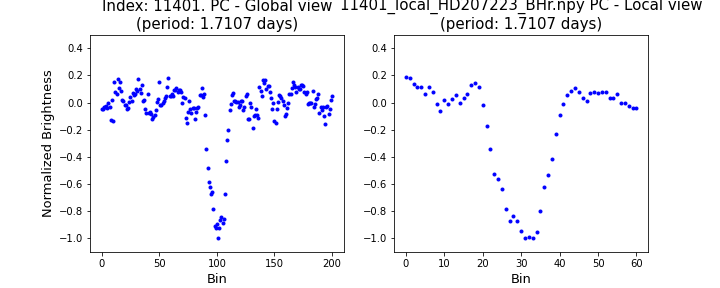 Index: 11401. PC - Global view
(period: 1.7107 days)
11401_local_HD207223_BHr.npy PC - Local view
(period: 1.7107 days)
Normalized Brightness
0.4
0.2
0.0
−0.2
−0.4
−0.6
−0.8
−1.0
0 50 100 150 200
Bin
0.4
0.2
0.0
−0.2
−0.4
−0.6
−0.8
−1.0
0 10 20 30 40 50 60
Bin